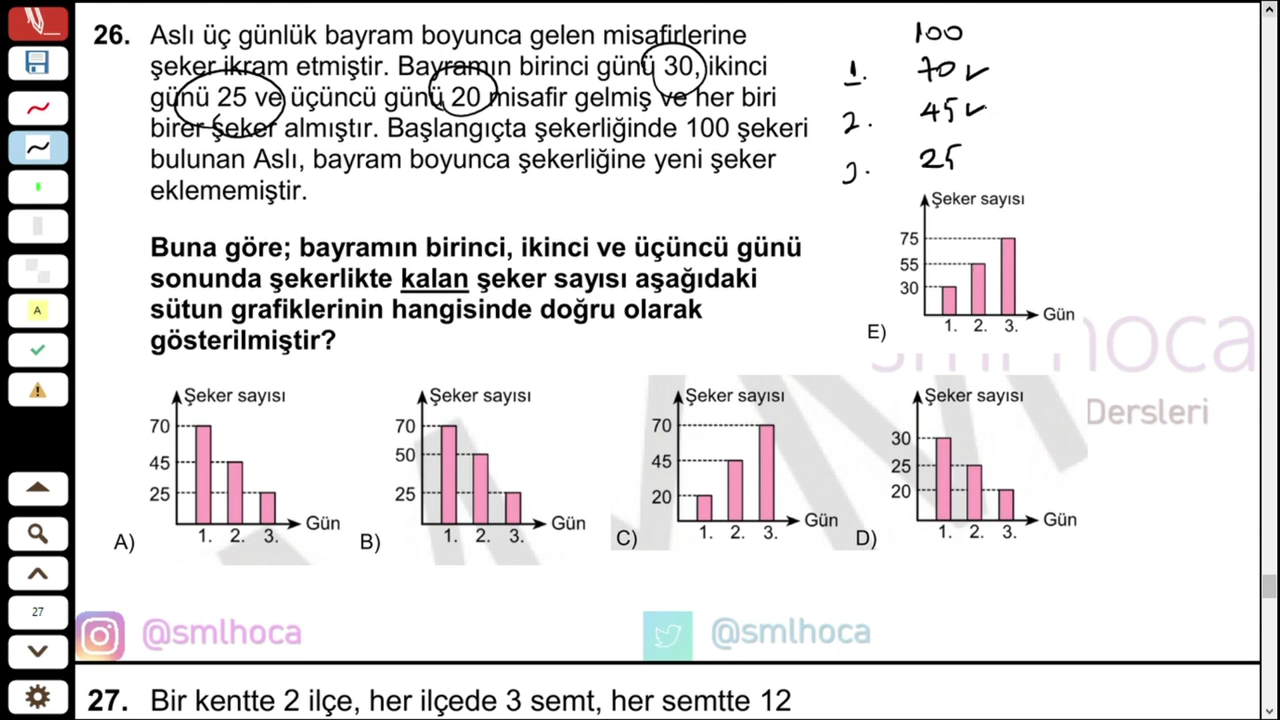 26. Aslı üç günlük bayram boyunca gelen misafirlerine
şeker ikram etmiştir. Bayramın birinci günü 30, ikinci
günü 25 ve üçüncü günü 20 misafir gelmiş ve her biri
birer şeker almıştır. Başlangıçta şekerliğinde 100 şekeri
bulunan Aslı, bayram boyunca şekerliğine yeni şeker
eklememiştir.
Buna göre; bayramın birinci, ikinci ve üçüncü günü
sonunda şekerlikte kalan şeker sayısı aşağıdaki
sütun grafiklerinin hangisinde doğru olarak
gösterilmiştir?
100
1. 70 ✓
2. 45 ✓
3. 25
Şeker sayısı
75
55
30
1. 2. 3.
Gün
E)
Şeker sayısı
70
45
25
1. 2. 3.
Gün
A)
Şeker sayısı
70
50
25
1. 2. 3.
Gün
B)
Şeker sayısı
70
45
20
1. 2. 3.
Gün
C)
Şeker sayısı
30
25
20
1. 2. 3.
Gün
D)
smlhoca
Dersleri
@smlhoca
@smlhoca
27. Bir kentte 2 ilçe, her ilçede 3 semt, her semtte 12
A
27